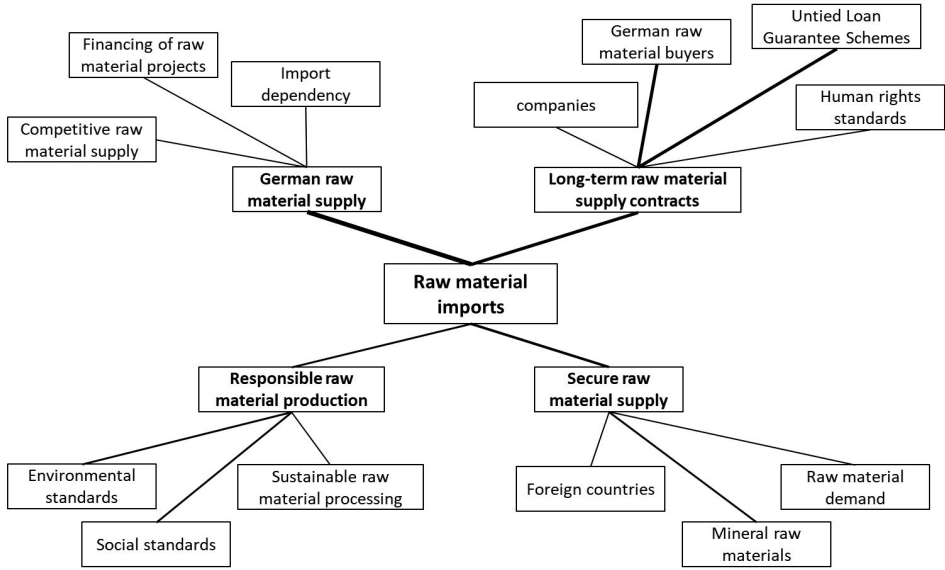 Untied Loan
Guarantee Schemes
German raw
material buyers
Financing of raw
material projects
Import
dependency
companies
Human rights
standards
Competitive raw
material supply
German raw
material supply
Long-term raw material
supply contracts
Raw material
imports
Responsible raw
material production
Secure raw
material supply
Environmental
standards
Sustainable raw
material processing
Foreign countries
Raw material
demand
Social standards
Mineral raw
materials